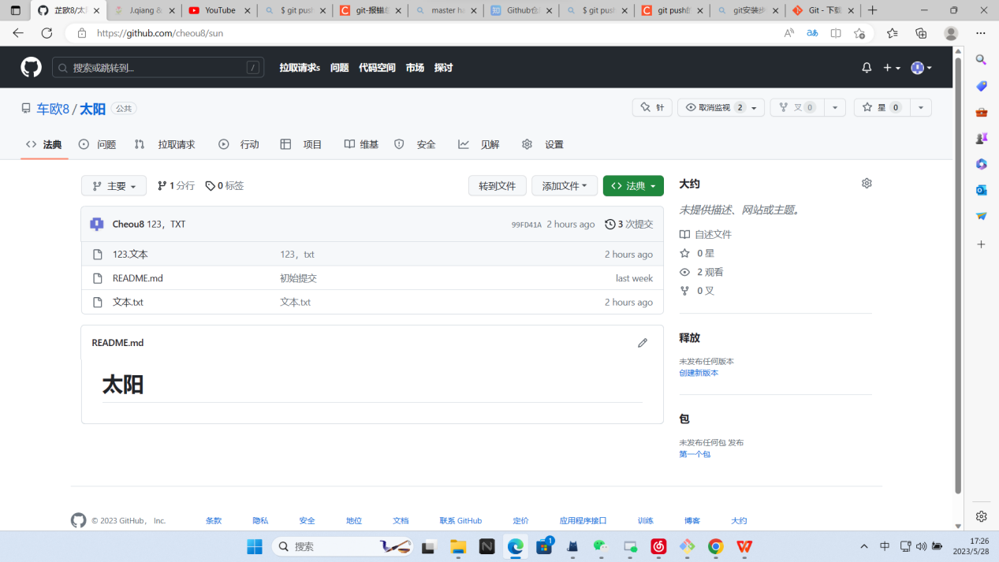 芷欧8/太
J.qiang &
YouTube
$ git push
git-报错
master ha
Github仓
$ git push
git push的
git安装步
Git - 下载
https://github.com/cheou8/sun
搜索或跳转到...
/
拉取请求s 问题 代码空间 市场 探讨
车欧8 / 太阳 公共
针
取消监视 2
叉 0
星 0
法典
问题
拉取请求
行动
项目
维基
安全
见解
设置
主要
1 分行
0 标签
转到文件
添加文件
法典
Cheou8 123，TXT
99FD41A 2 hours ago
3 次提交
123.文本 123，txt 2 hours ago
README.md 初始提交 last week
文本.txt 文本.txt 2 hours ago
README.md
太阳
大约
未提供描述、网站或主题。
自述文件
0 星
2 观看
0 叉
释放
未发布任何版本
创建新版本
包
未发布任何包 发布
第一个包
© 2023 GitHub， Inc.
条款
隐私
安全
地位
文档
联系 GitHub
定价
应用程序接口
训练
博客
大约
搜索
1
中
17:26
2023/5/28